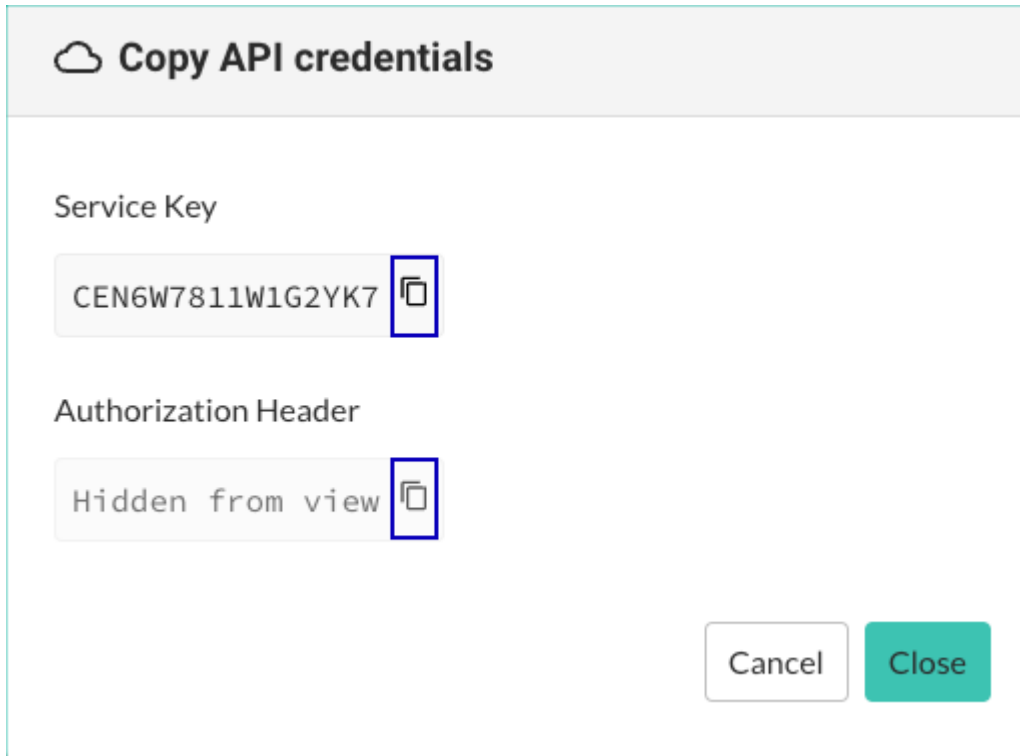 Copy API credentials
Service Key
CEN6W7811W1G2YK7
Authorization Header
Hidden from view
Cancel
Close